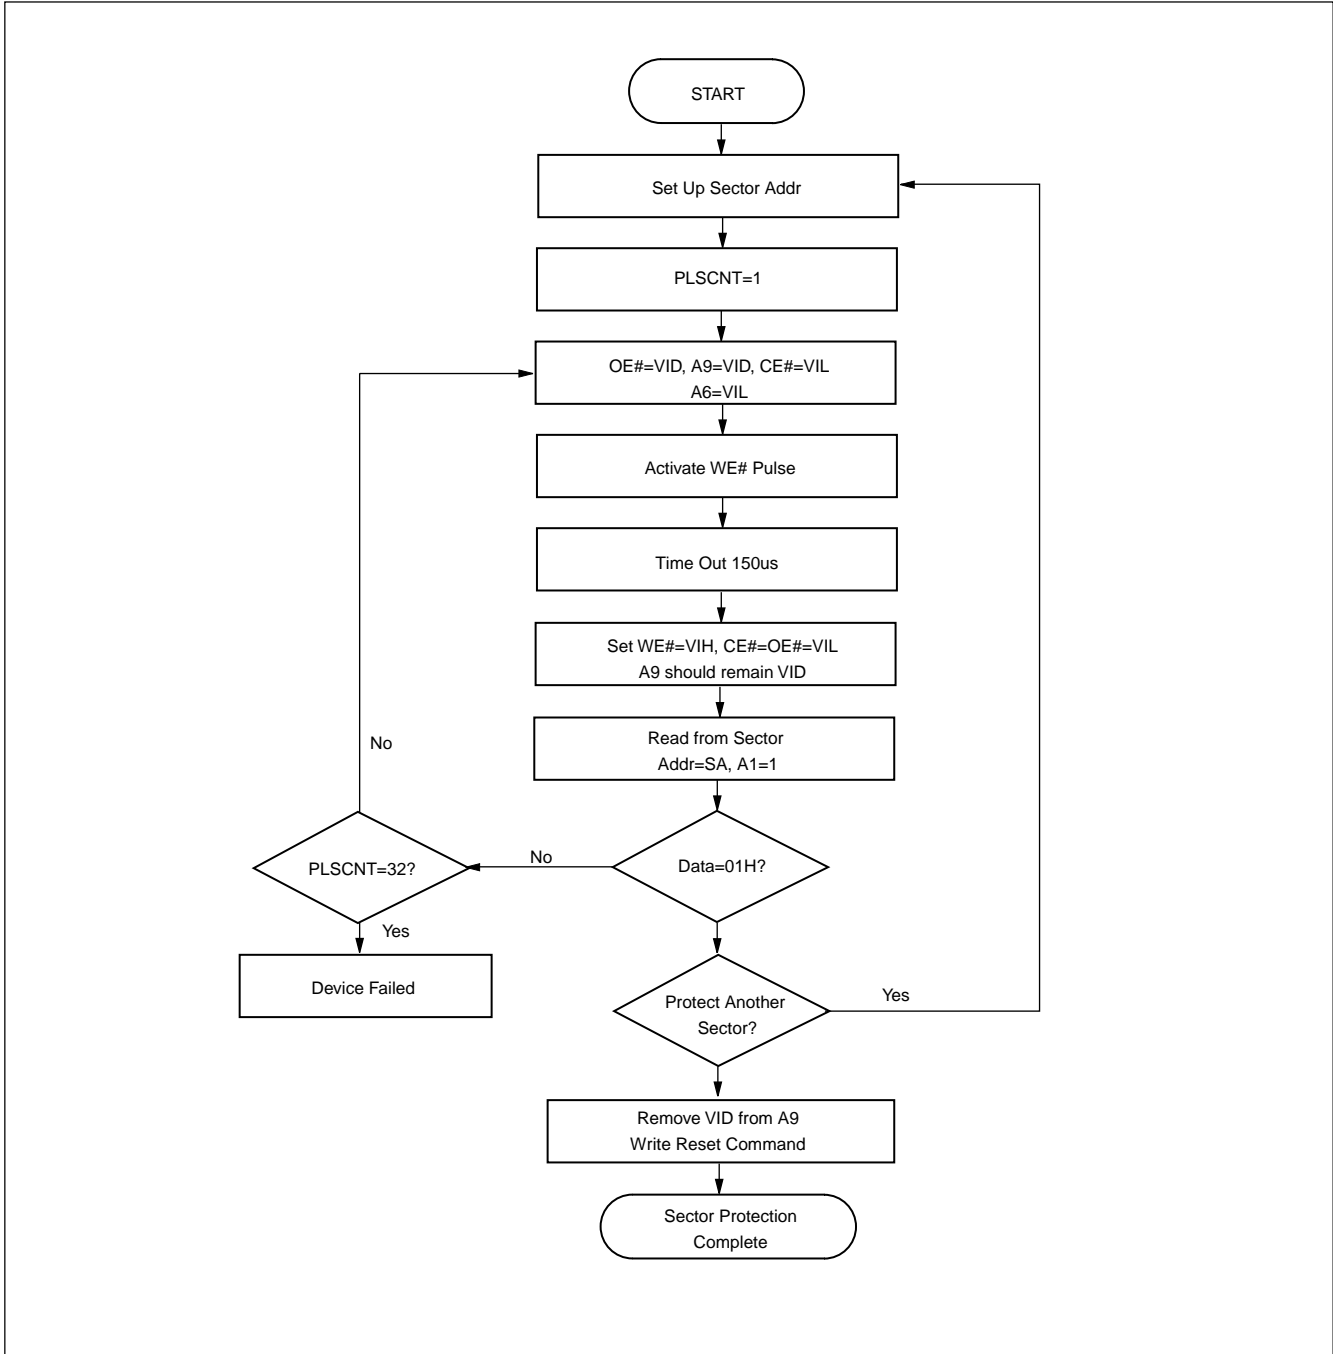 START
Set Up Sector Addr
PLSCNT=1
OE#=VID, A9=VID, CE#=VIL
A6=VIL
Activate WE# Pulse
Time Out 150us
Set WE#=VIH, CE#=OE#=VIL
A9 should remain VID
Read from Sector
Addr=SA, A1=1
No
PLSCNT=32?
No
Data=01H?
Yes
Device Failed
Protect Another
Sector?
Yes
Remove VID from A9
Write Reset Command
Sector Protection
Complete